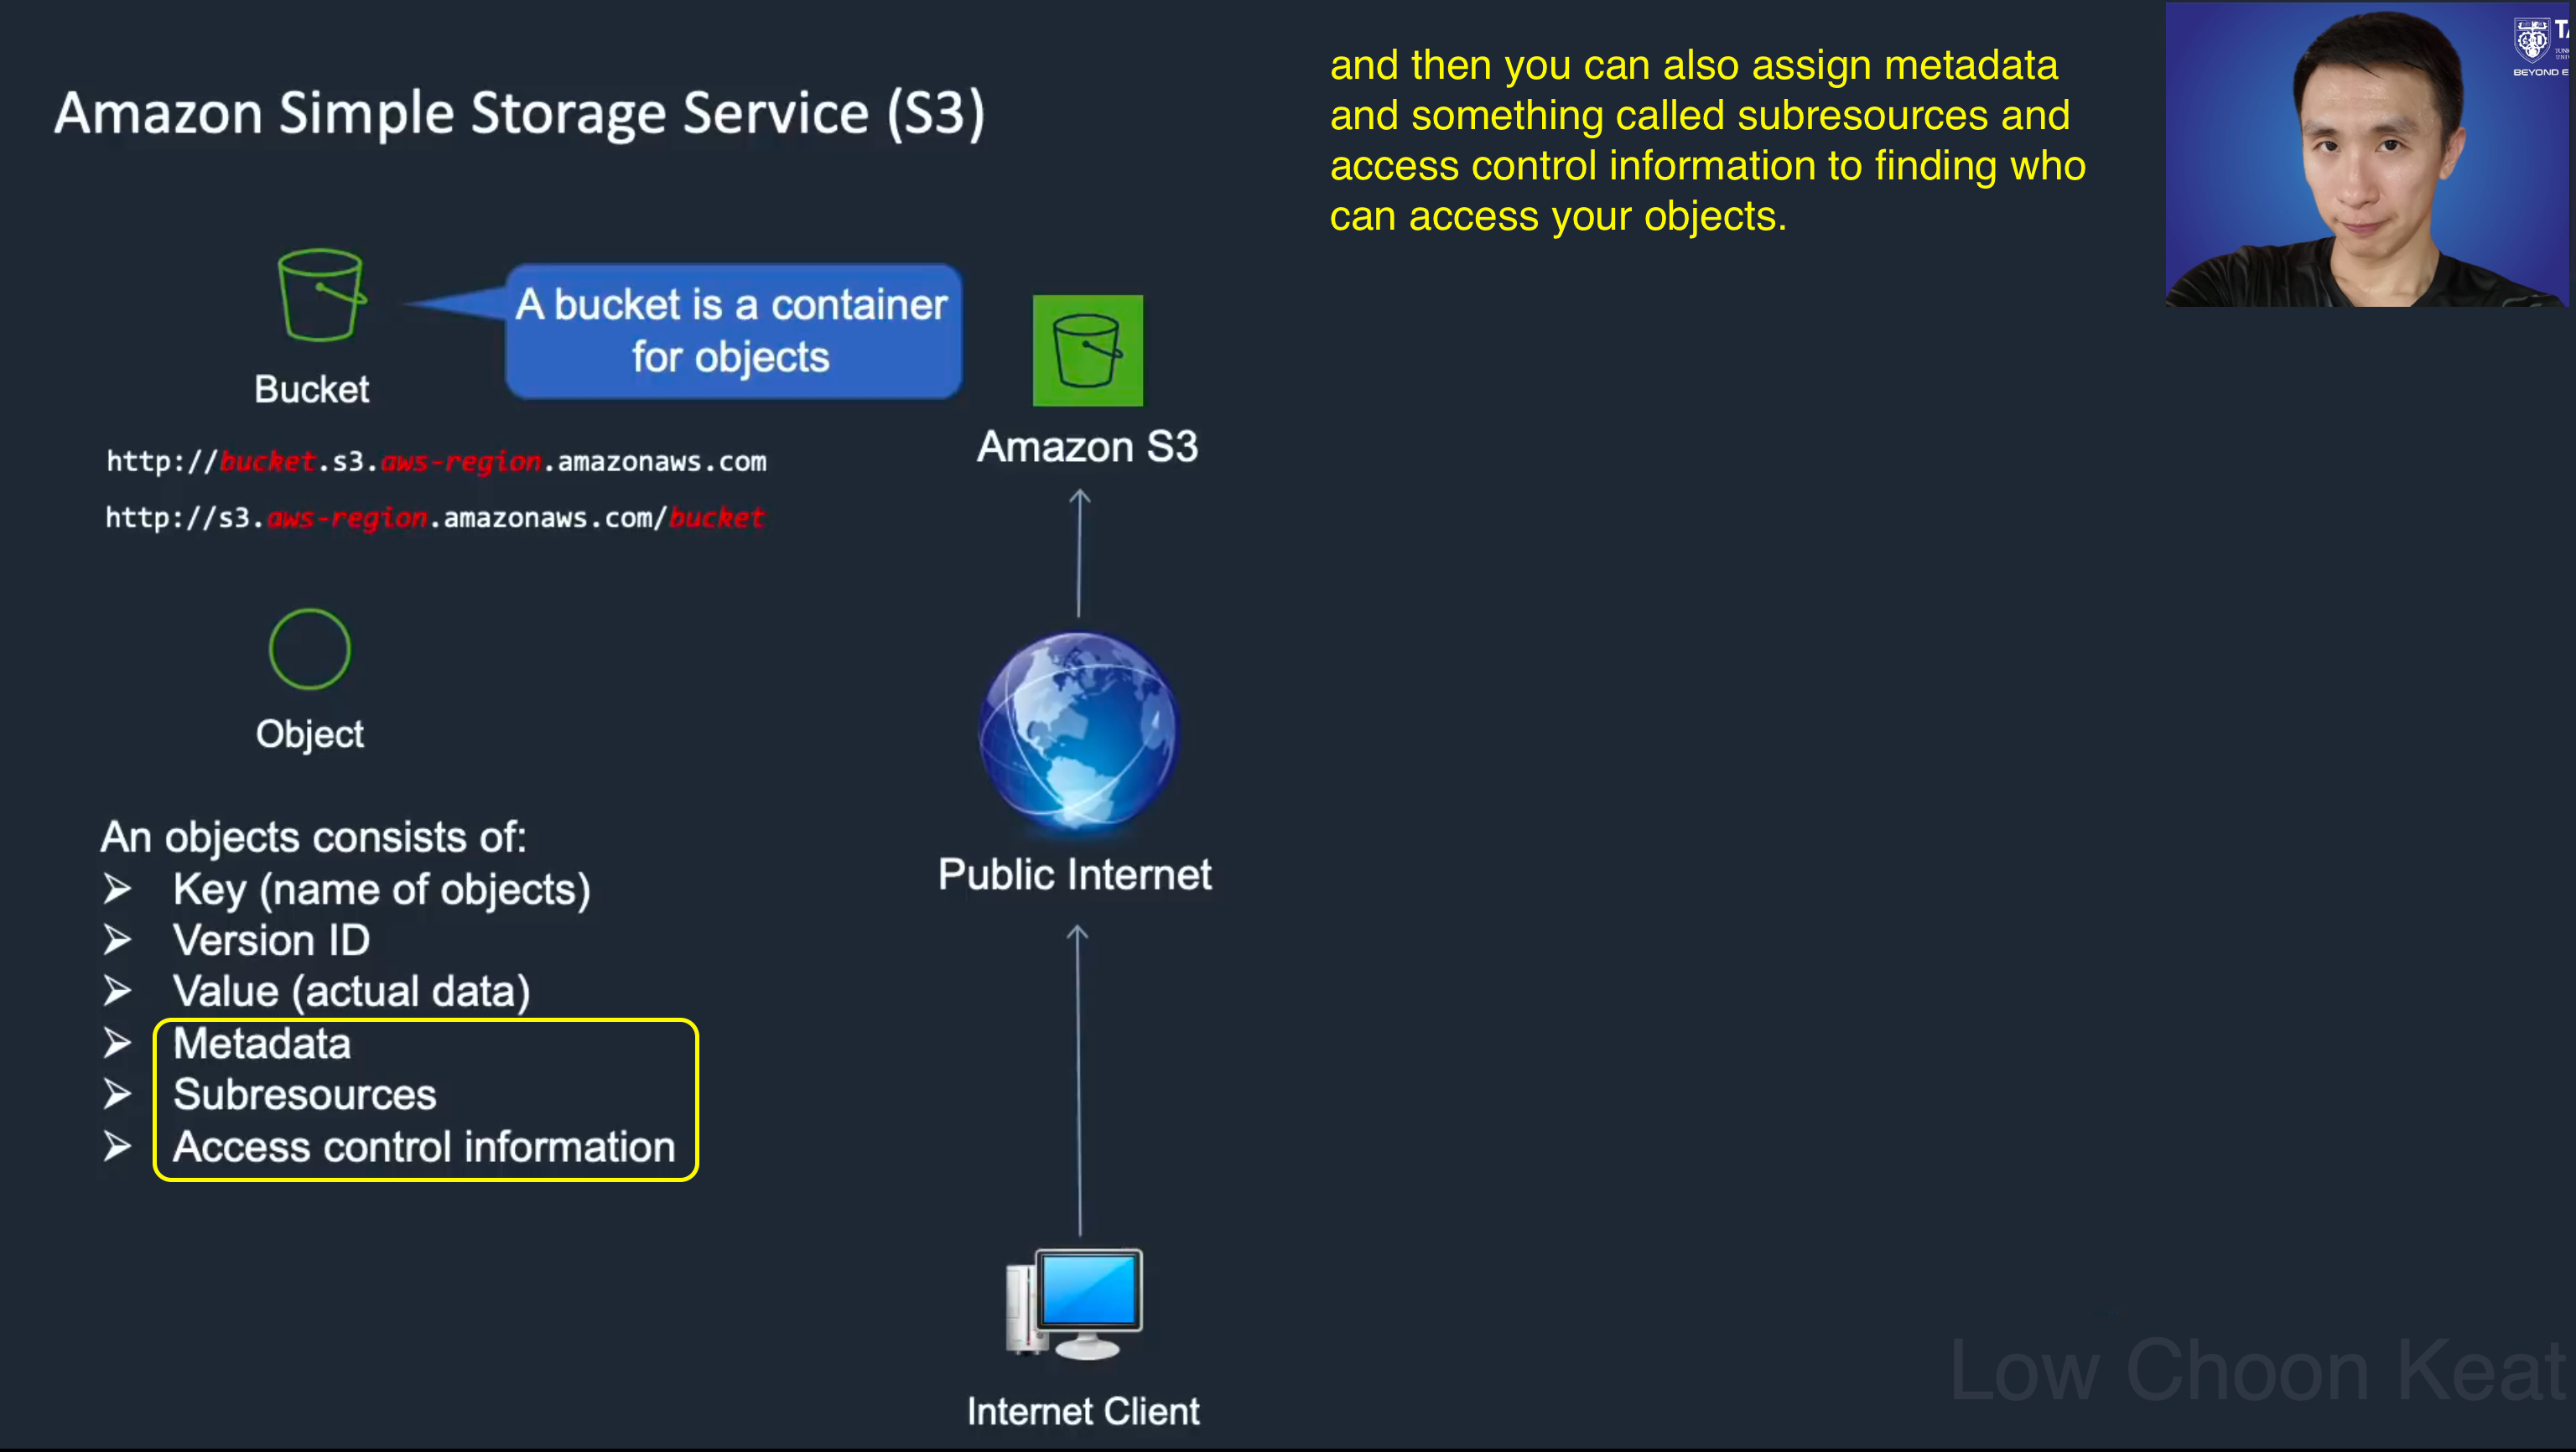 Amazon Simple Storage Service (S3)
and then you can also assign metadata
and something called subresources and
access control information to finding who
can access your objects.
BEYOND E
A bucket is a container
for objects
Bucket
Amazon S3
http://bucket.s3.aws-region.amazonaws.com
http://s3.aws-region.amazonaws.com/bucket
Object
Public Internet
An objects consists of:
➢ Key (name of objects)
➢ Version ID
➢ Value (actual data)
➢ Metadata
➢ Subresources
➢ Access control information
Internet Client
Low Choon Keat